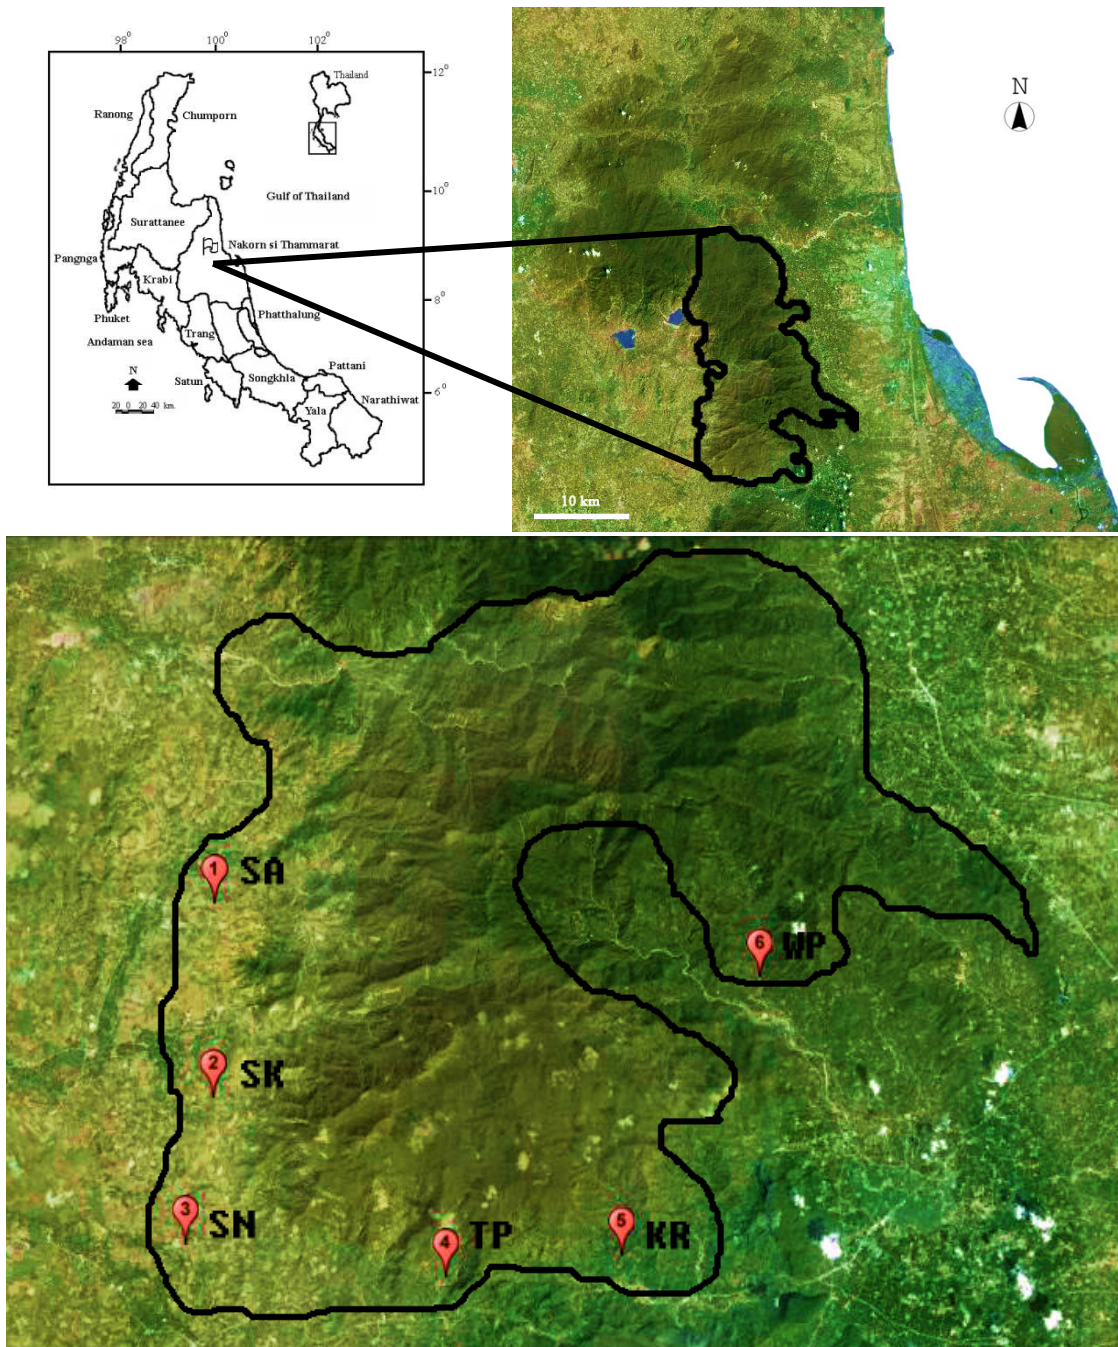 98°
100°
102°
Thailand
12°
Ranong
Chumporn
10°
Gulf of Thailand
Surattanee
Nakorn si Thammarat
Pangnga
Krabi
8°
Phuket
Phatthalung
Andaman sea
Trang
N
Pattani
Satun
Songkhla
6°
Narathiwat
20 0 20 40 km.
Yala
N
10 km
1 SA
6 WP
2 SK
3 SN
4 TP
5 KR